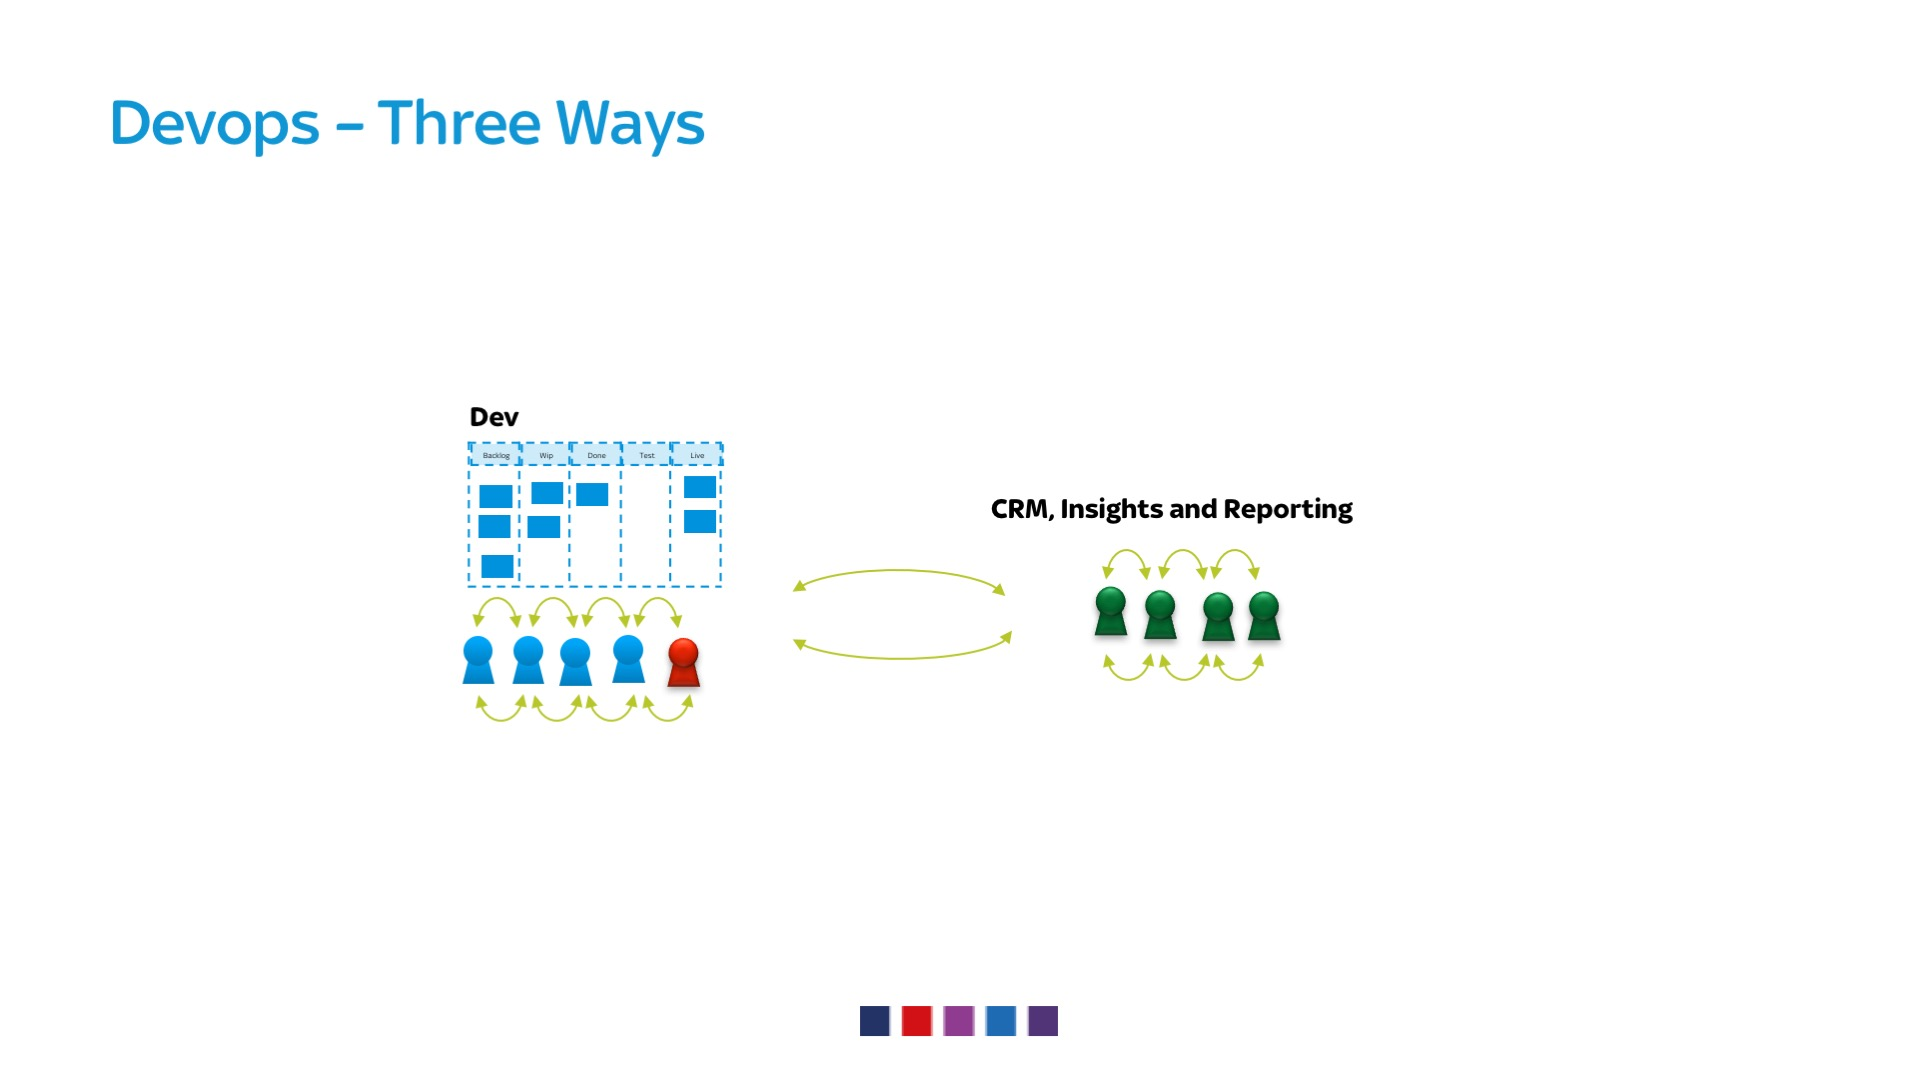 Devops – Three Ways
Dev
Backlog Wip Done Test Live
CRM, Insights and Reporting